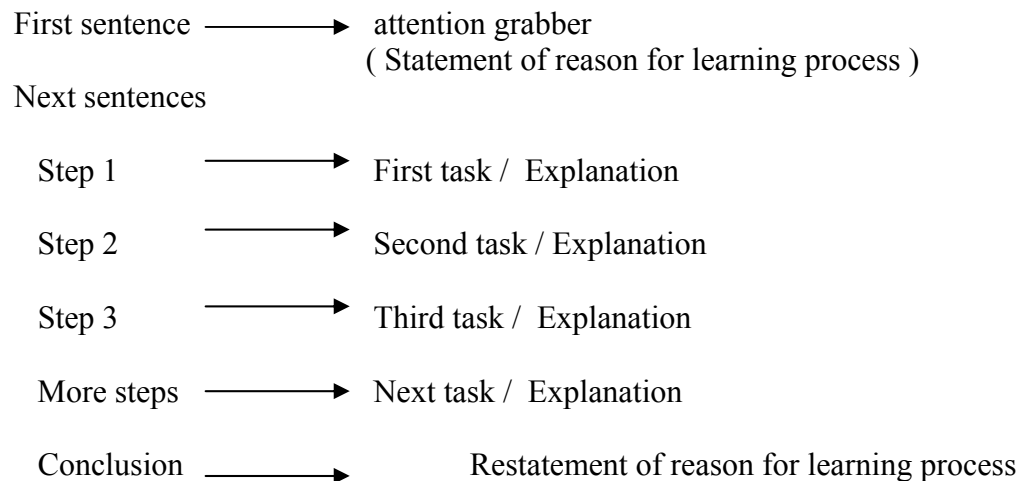 First sentence attention grabber
( Statement of reason for learning process )
Next sentences
Step 1 First task / Explanation
Step 2 Second task / Explanation
Step 3 Third task / Explanation
More steps Next task / Explanation
Conclusion Restatement of reason for learning process